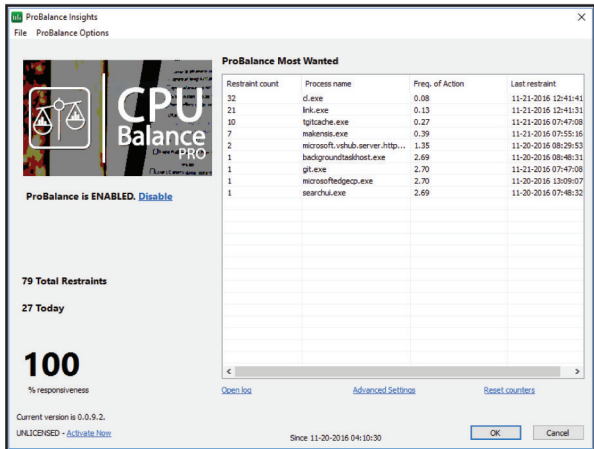 ProBalance Insights
File ProBalance Options
CPU
Balance
PRO
ProBalance is ENABLED. Disable
79 Total Restraints
27 Today
100
% responsiveness
Current version is 0.0.9.2.
UNLICENSED - Activate Now
ProBalance Most Wanted
Restraint count Process name Freq. of Action Last restraint
32 cl.exe 0.08 11-21-2016 12:41:41
21 link.exe 0.13 11-21-2016 12:41:31
10 tgitcache.exe 0.27 11-21-2016 07:47:08
7 makensis.exe 0.39 11-21-2016 07:55:16
2 microsoft.vshub.server.http... 1.35 11-20-2016 08:29:53
1 backgroundtaskhost.exe 2.69 11-20-2016 08:48:31
1 git.exe 2.70 11-21-2016 07:47:08
1 microsoftedgecp.exe 2.70 11-20-2016 13:09:07
1 searchui.exe 2.69 11-20-2016 07:48:32
Open log Advanced Settings Reset counters
Since 11-20-2016 04:10:30
OK Cancel